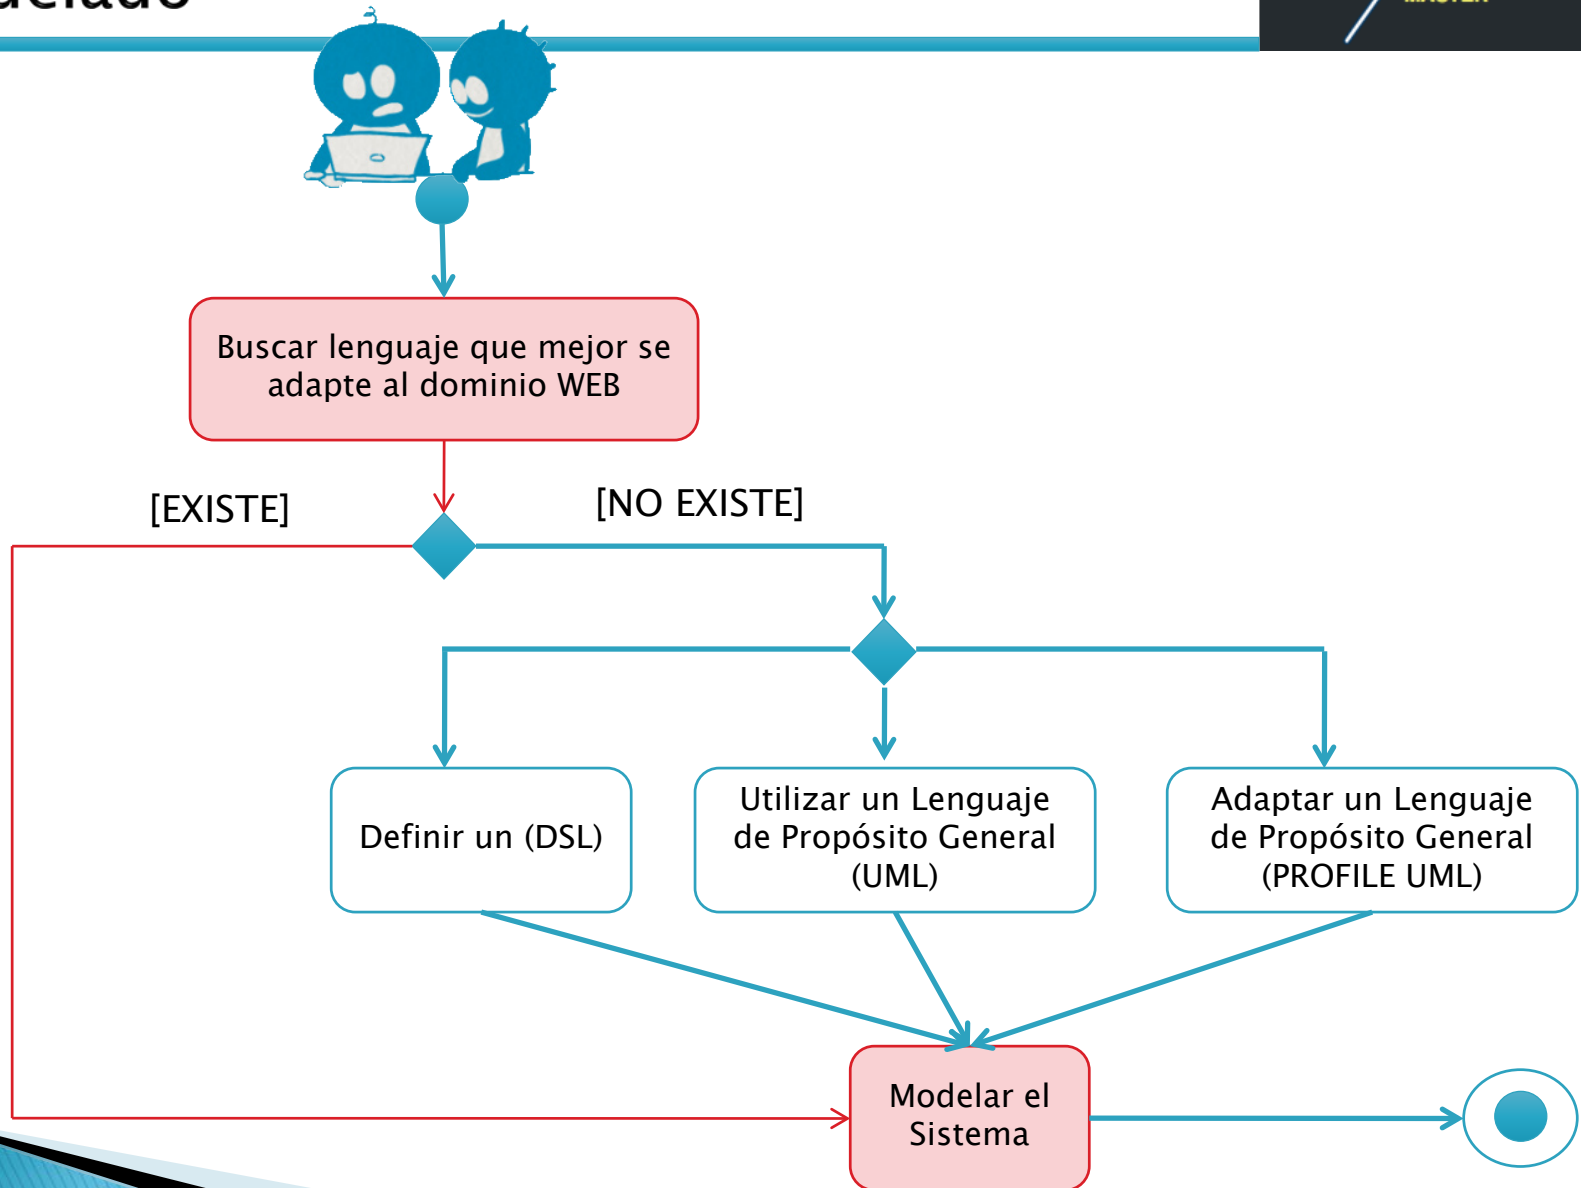 Buscar lenguaje que mejor se
adapte al dominio WEB
[EXISTE]
[NO EXISTE]
Definir un (DSL)
Utilizar un Lenguaje
de Propósito General
(UML)
Adaptar un Lenguaje
de Propósito General
(PROFILE UML)
Modelar el
Sistema